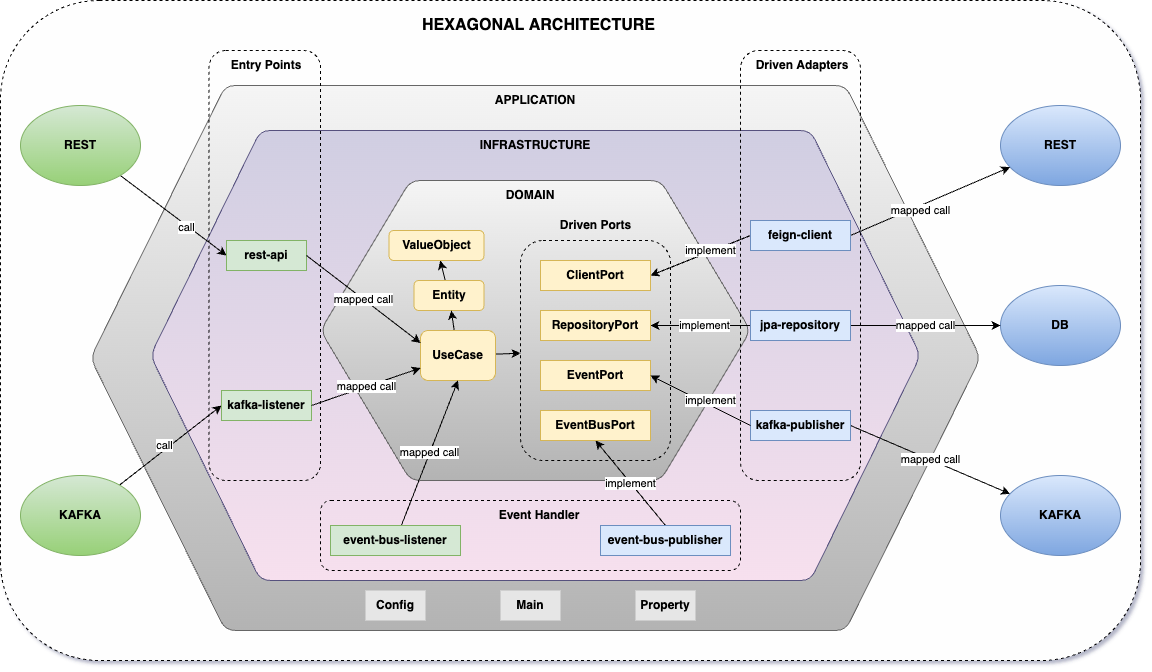 HEXAGONAL ARCHITECTURE
Entry Points
Driven Adapters
APPLICATION
INFRASTRUCTURE
DOMAIN
REST
call
rest-api
mapped call
kafka-listener
mapped call
call
KAFKA
ValueObject
Entity
UseCase
Driven Ports
ClientPort
RepositoryPort
EventPort
EventBusPort
implement
implement
implement
feign-client
jpa-repository
kafka-publisher
mapped call
REST
mapped call
DB
mapped call
KAFKA
mapped call
implement
Event Handler
event-bus-listener
event-bus-publisher
Config
Main
Property